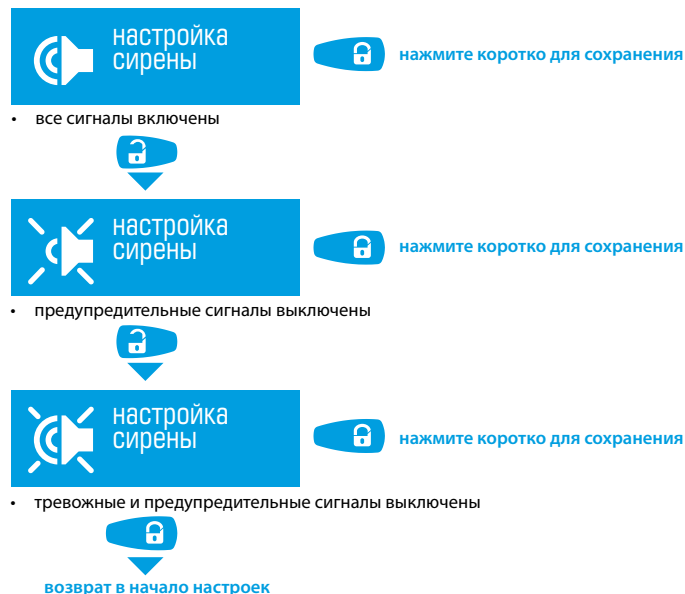 настройка
сирены
нажмите коротко для сохранения
• все сигналы включены
настройка
сирены
нажмите коротко для сохранения
• предупредительные сигналы выключены
настройка
сирены
нажмите коротко для сохранения
• тревожные и предупредительные сигналы выключены
возврат в начало настроек